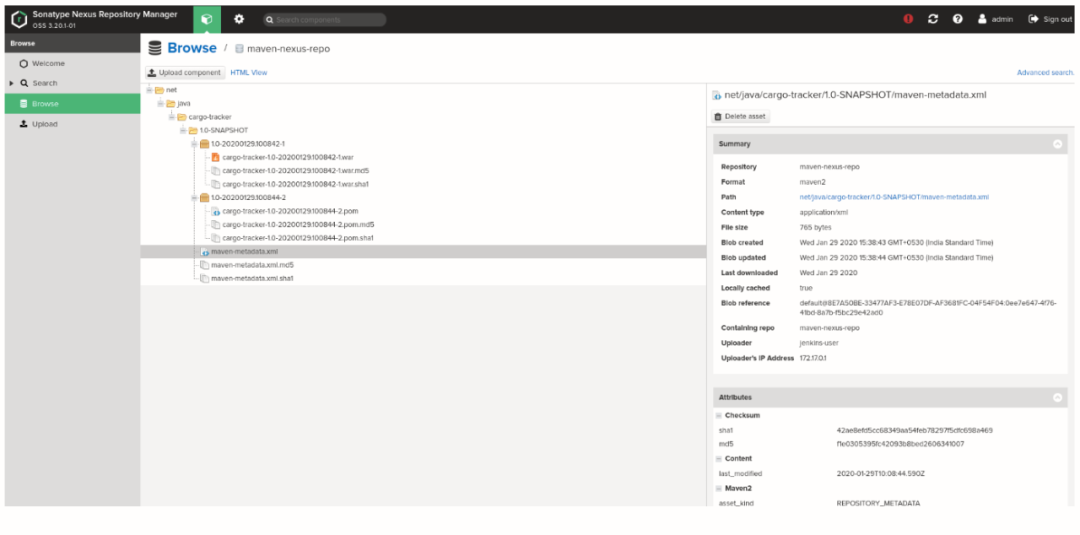 Sonatype Nexus Repository Manager
OSS 3.20.1-01
Search components
admin
Sign out
Browse
Welcome
Search
Browse
Upload
Browse / maven-nexus-repo
Upload component
HTML View
Advanced search.
net
java
cargo-tracker
1.0-SNAPSHOT
1.0-20200129.100842-1
cargo-tracker-1.0-20200129.100842-1.war
cargo-tracker-1.0-20200129.100842-1.war.md5
cargo-tracker-1.0-20200129.100842-1.war.sha1
1.0-20200129.100844-2
cargo-tracker-1.0-20200129.100844-2.pom
cargo-tracker-1.0-20200129.100844-2.pom.md5
cargo-tracker-1.0-20200129.100844-2.pom.sha1
maven-metadata.xml
maven-metadata.xml.md5
maven-metadata.xml.sha1
net/java/cargo-tracker/1.0-SNAPSHOT/maven-metadata.xml
Delete asset
Summary
Repository maven-nexus-repo
Format maven2
Path net/java/cargo-tracker/1.0-SNAPSHOT/maven-metadata.xml
Content type application/xml
File size 765 bytes
Blob created Wed Jan 29 2020 15:38:43 GMT+0530 (India Standard Time)
Blob updated Wed Jan 29 2020 15:38:44 GMT+0530 (India Standard Time)
Last downloaded Wed Jan 29 2020
Locally cached true
Blob reference default@8E7A50BE-33477AF3-E78E07DF-AF3681FC-04F54F04:0ee7e647-4f76-
41bd-8a7b-f5bc29e42ad0
Containing repo maven-nexus-repo
Uploader jenkins-user
Uploader's IP Address 172.17.0.1
Attributes
Checksum
sha1 42ae8efd5cc68349aa54feb78297f5dfc698a469
md5 f1e0305395fc42093b8bed2606341007
Content
last_modified 2020-01-29T10:08:44.590Z
Maven2
asset_kind REPOSITORY_METADATA